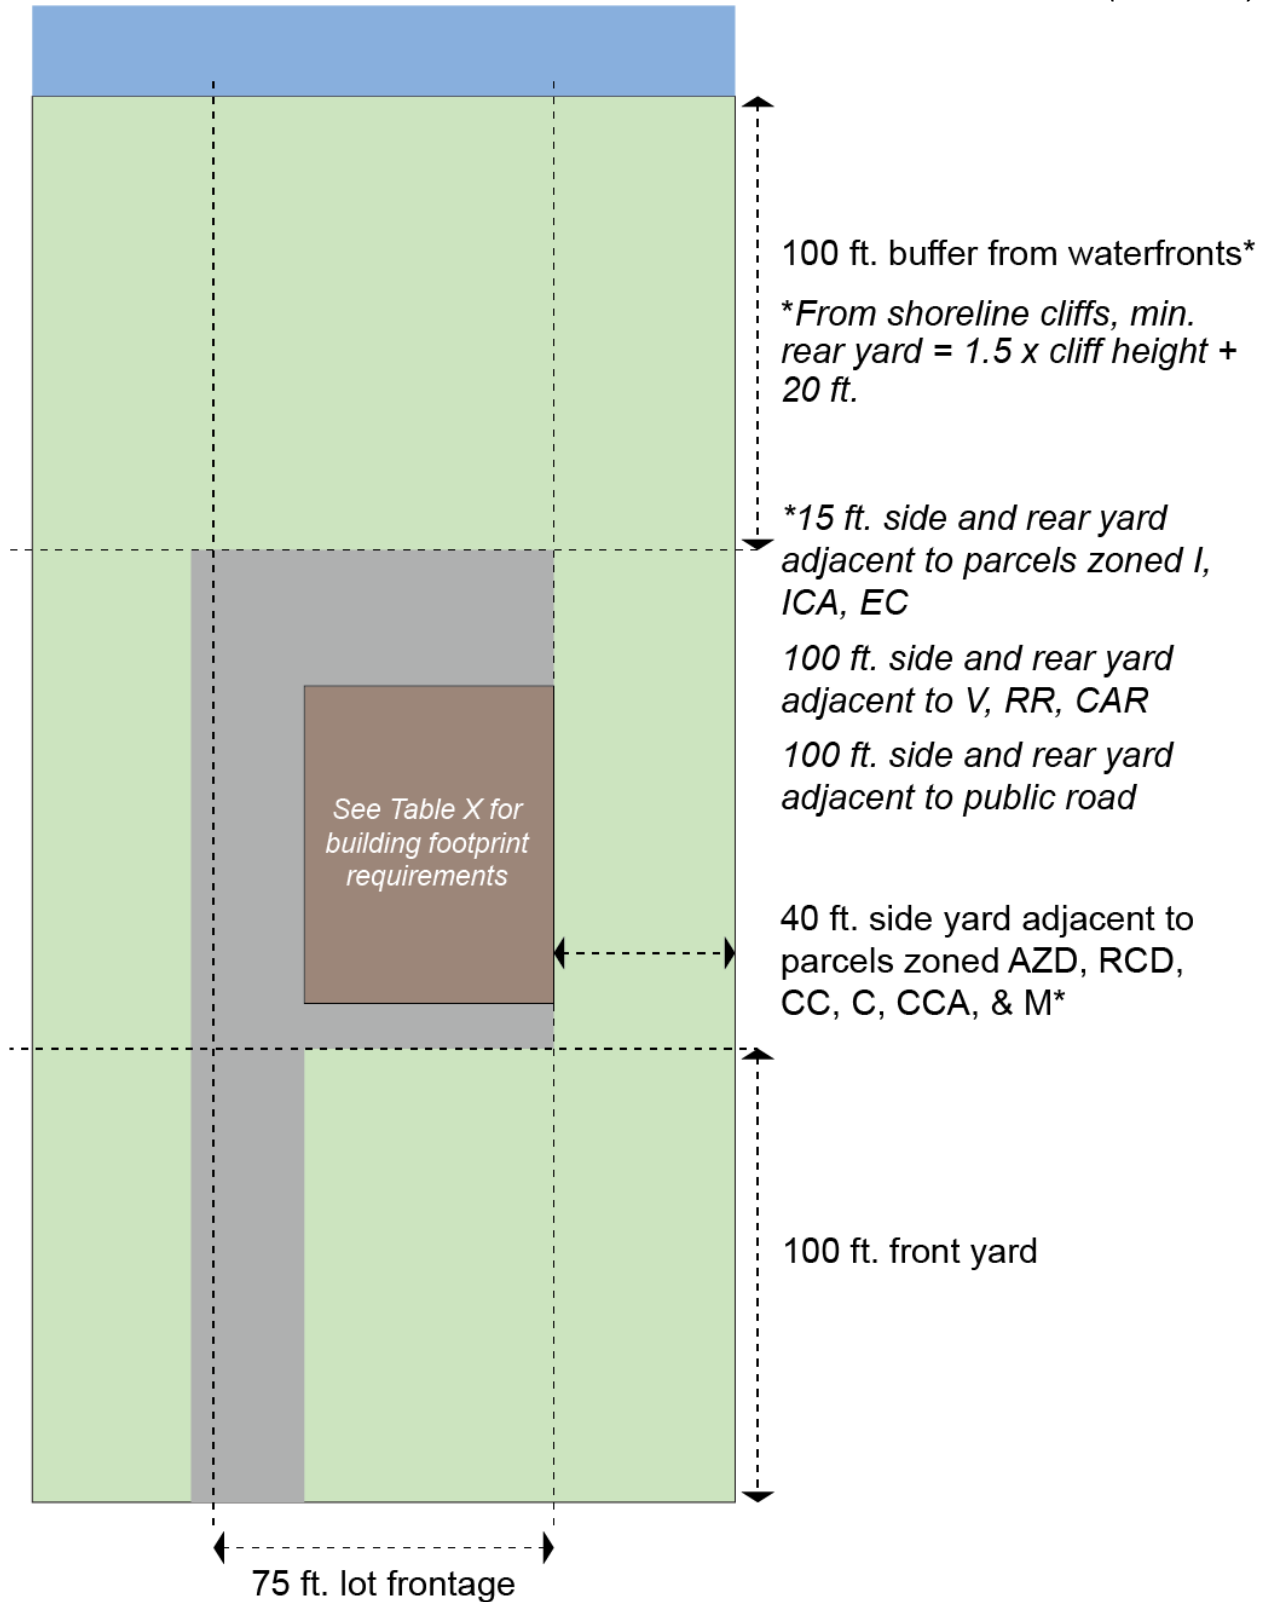 100 ft. buffer from waterfronts*
*From shoreline cliffs, min.
rear yard = 1.5 x cliff height +
20 ft.
*15 ft. side and rear yard
adjacent to parcels zoned I,
ICA, EC
100 ft. side and rear yard
adjacent to V, RR, CAR
100 ft. side and rear yard
adjacent to public road
See Table X for
building footprint
requirements
40 ft. side yard adjacent to
parcels zoned AZD, RCD,
CC, C, CCA, & M*
100 ft. front yard
75 ft. lot frontage